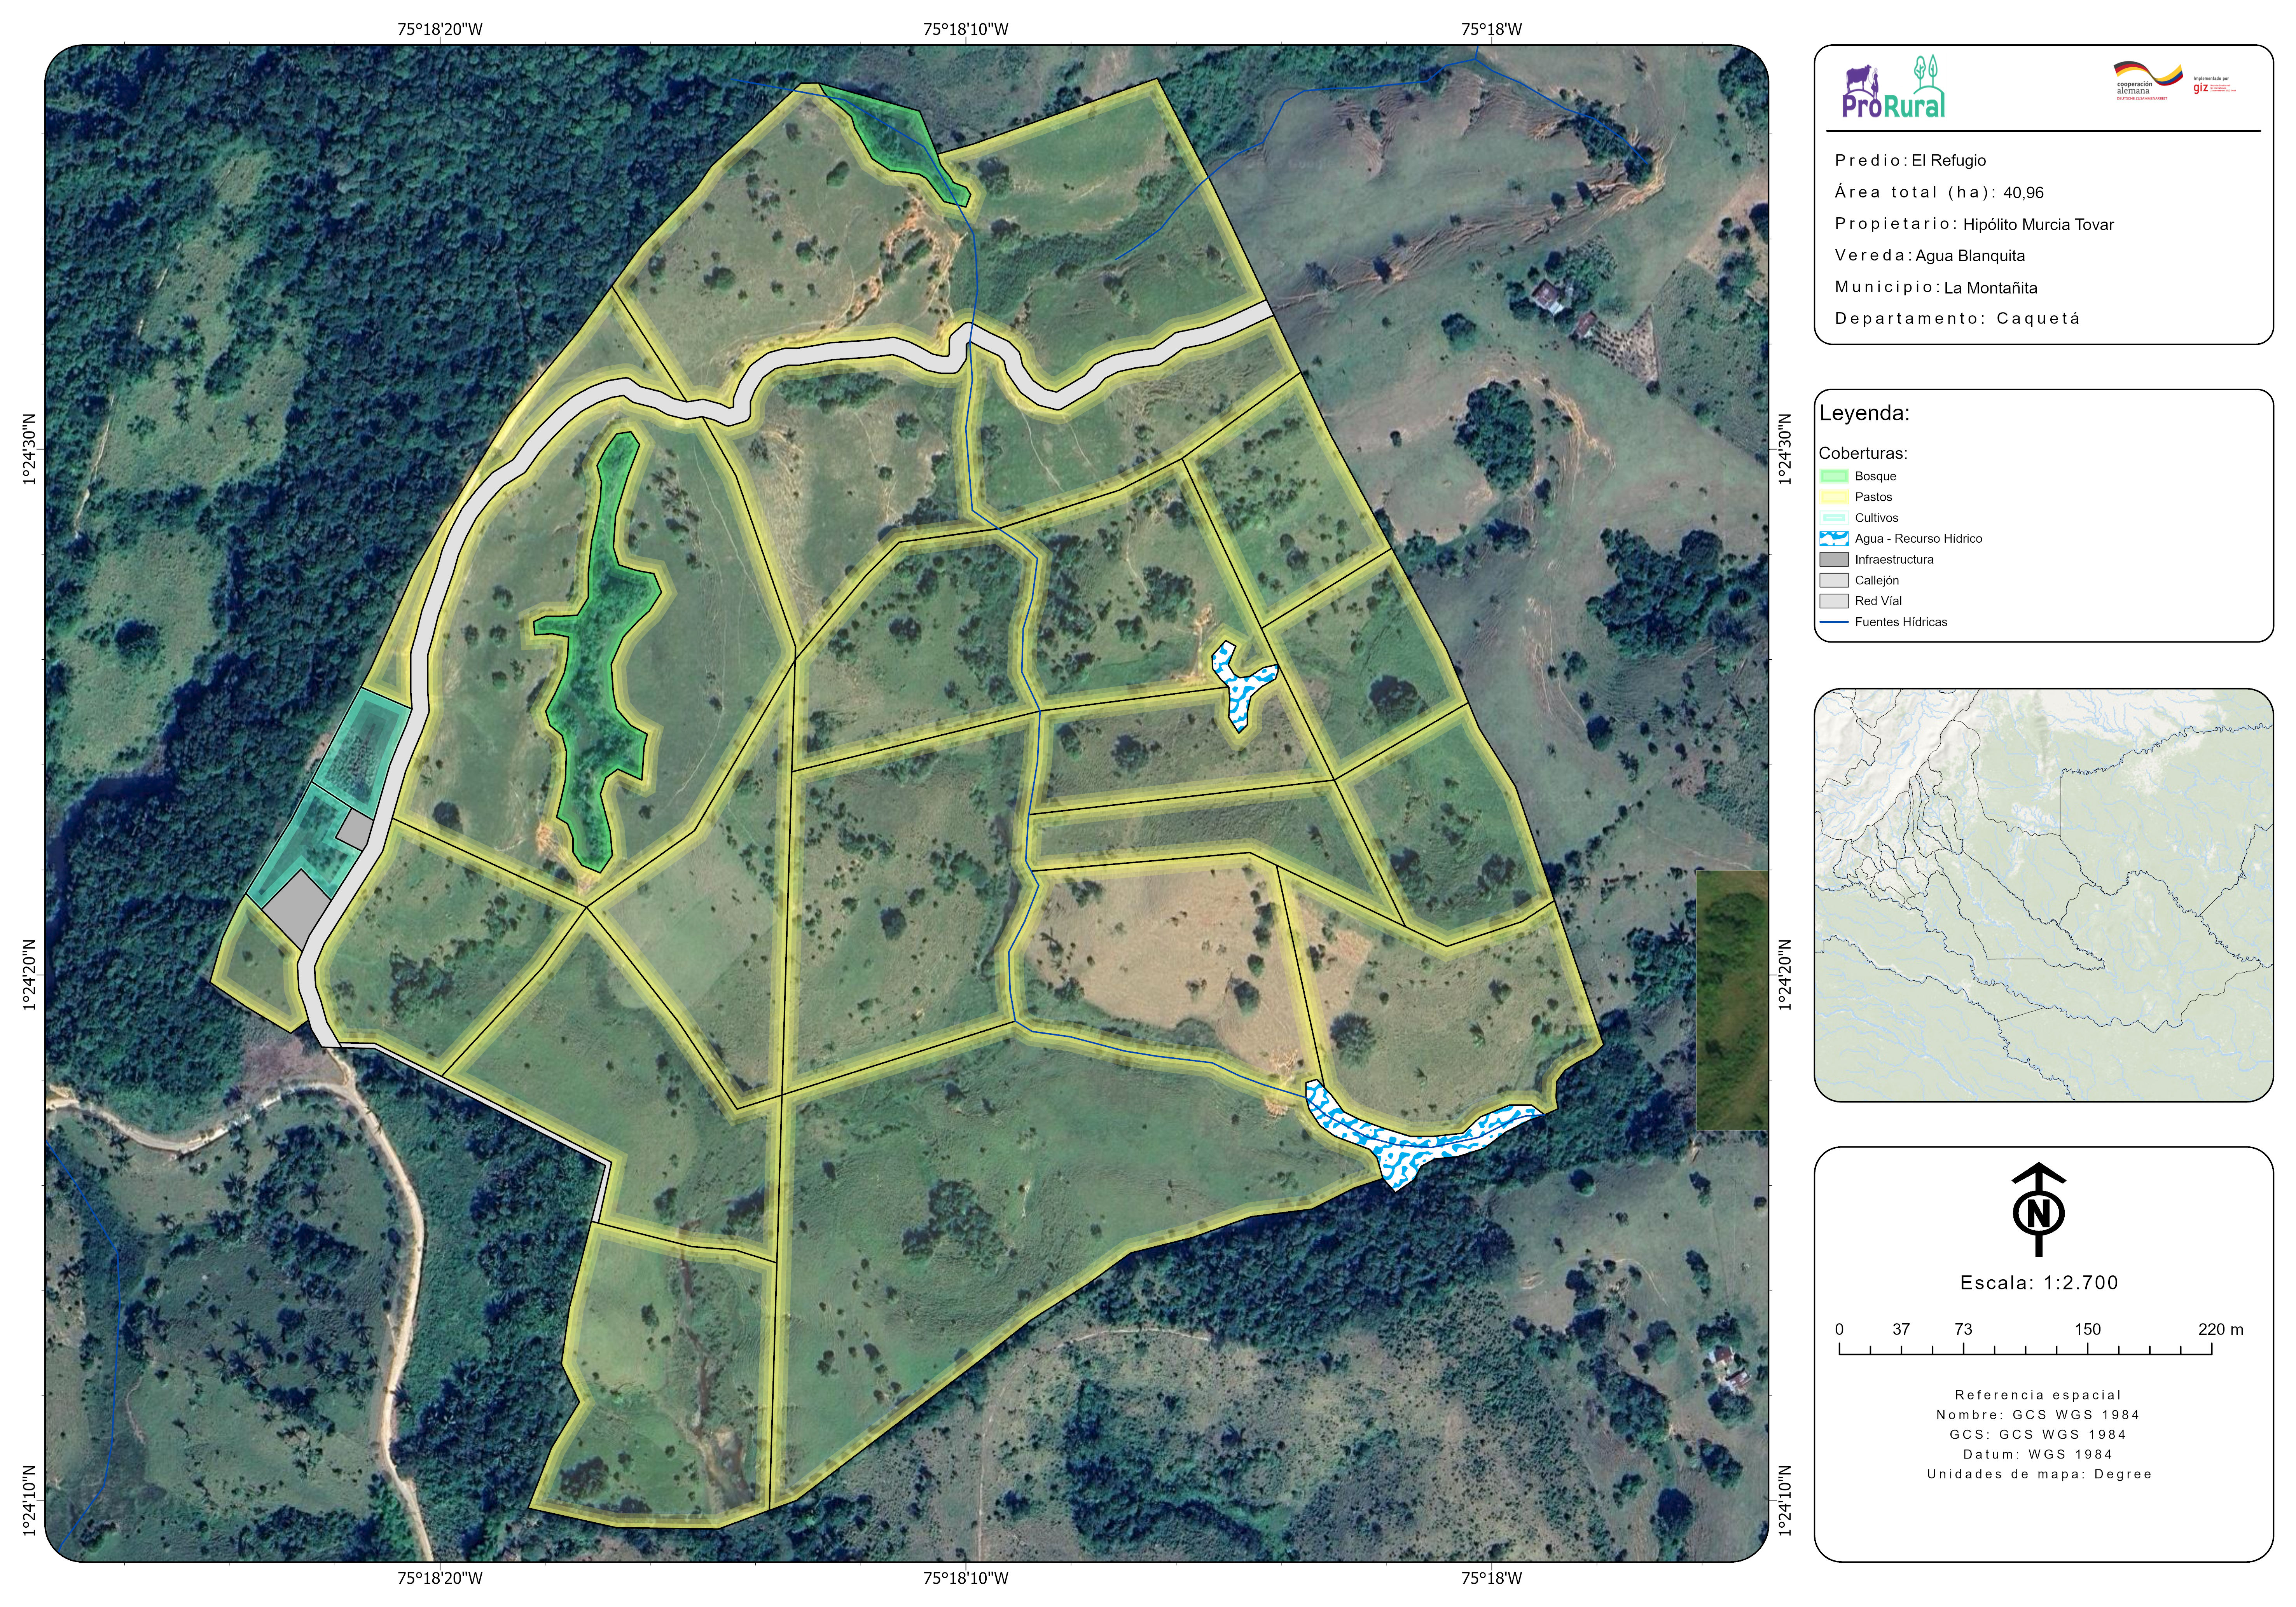 75°18'20"W
75°18'10"W
75°18'W
1°24'30"N
1°24'20"N
1°24'10"N
1°24'30"N
1°24'20"N
1°24'10"N
75°18'20"W
75°18'10"W
75°18'W
ProRural
cooperación
alemana
DEUTSCHE ZUSAMMENARBEIT
Implementada por
giz
Predio: El Refugio
Área total (ha): 40,96
Propietario: Hipólito Murcia Tovar
Vereda: Agua Blanquita
Municipio: La Montañita
Departamento: Caquetá
Leyenda:
Coberturas:
Bosque
Pastos
Cultivos
Agua - Recurso Hídrico
Infraestructura
Callejón
Red Víal
Fuentes Hídricas
N
Escala: 1:2.700
0 37 73 150 220 m
Referencia espacial
Nombre: GCS WGS 1984
GCS: GCS WGS 1984
Datum: WGS 1984
Unidades de mapa: Degree